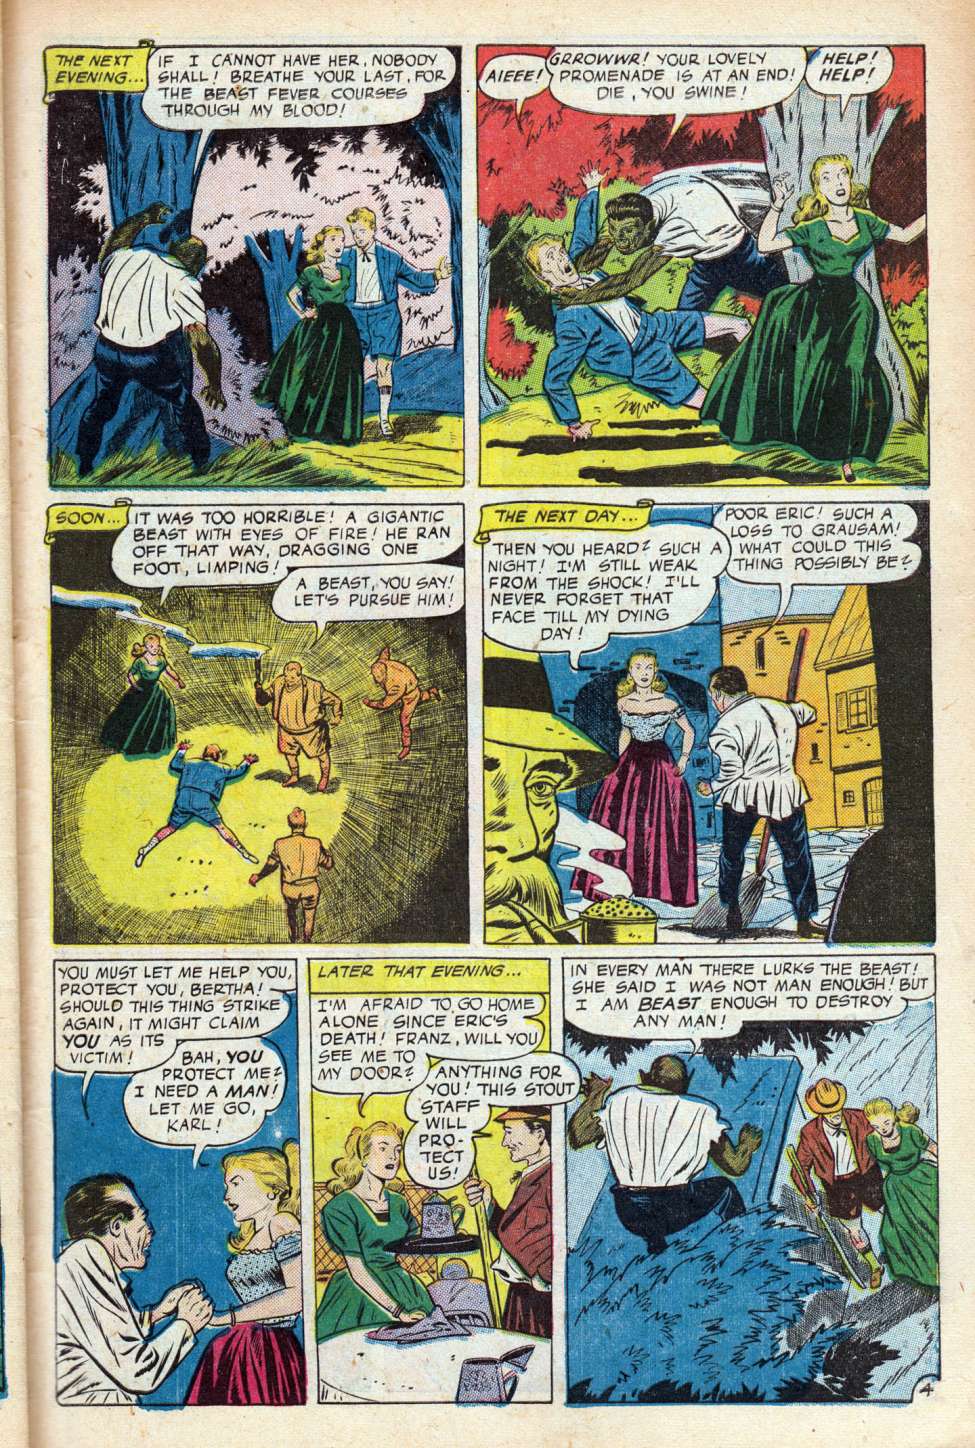 THE NEXT
EVENING...
IF I CANNOT HAVE HER, NOBODY
SHALL! BREATHE YOUR LAST, FOR
THE BEAST FEVER COURSES
THROUGH MY BLOOD!
AIEEE!
GRROWWR! YOUR LOVELY
PROMENADE IS AT AN END!
DIE, YOU SWINE!
HELP!
HELP!
SOON...
IT WAS TOO HORRIBLE! A GIGANTIC
BEAST WITH EYES OF FIRE! HE RAN
OFF THAT WAY, DRAGGING ONE
FOOT, LIMPING!
A BEAST, YOU SAY!
LET'S PURSUE HIM!
THE NEXT DAY...
THEN YOU HEARD? SUCH A
NIGHT! I'M STILL WEAK
FROM THE SHOCK! I'LL
NEVER FORGET THAT
FACE TILL MY DYING
DAY!
POOR ERIC! SUCH A
LOSS TO GRAUSAM!
WHAT COULD THIS
THING POSSIBLY BE?
YOU MUST LET ME HELP YOU,
PROTECT YOU, BERTHA!
SHOULD THIS THING STRIKE
AGAIN, IT MIGHT CLAIM
YOU AS ITS
VICTIM!
BAH, YOU
PROTECT ME?
I NEED A MAN!
LET ME GO,
KARL!
LATER THAT EVENING...
I'M AFRAID TO GO HOME
ALONE SINCE ERIC'S
DEATH! FRANZ, WILL YOU
SEE ME TO
MY DOOR?
ANYTHING FOR
YOU! THIS STOUT
STAFF
WILL
PRO-
TECT
US!
IN EVERY MAN THERE LURKS THE BEAST!
SHE SAID I WAS NOT MAN ENOUGH! BUT
I AM BEAST ENOUGH TO DESTROY
ANY MAN!
4